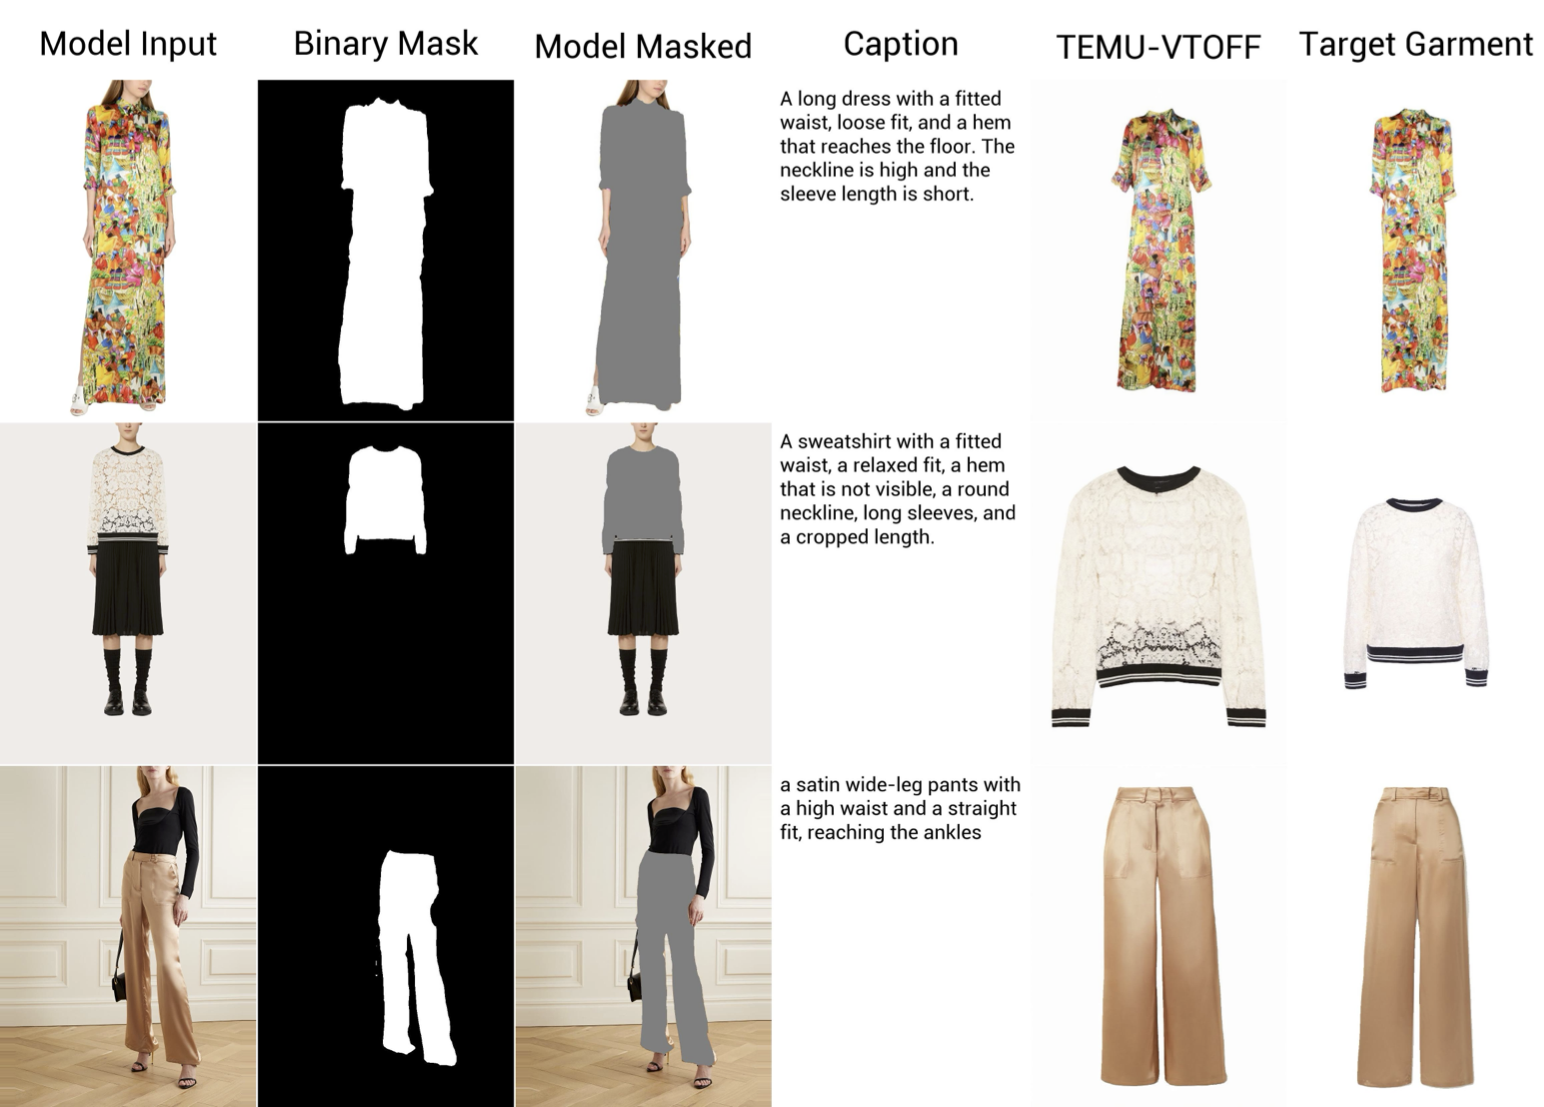 Model Input
Binary Mask
Model Masked
Caption
TEMU-VTOFF
Target Garment
A long dress with a fitted
waist, loose fit, and a hem
that reaches the floor. The
neckline is high and the
sleeve length is short.
A sweatshirt with a fitted
waist, a relaxed fit, a hem
that is not visible, a round
neckline, long sleeves, and
a cropped length.
a satin wide-leg pants with
a high waist and a straight
fit, reaching the ankles